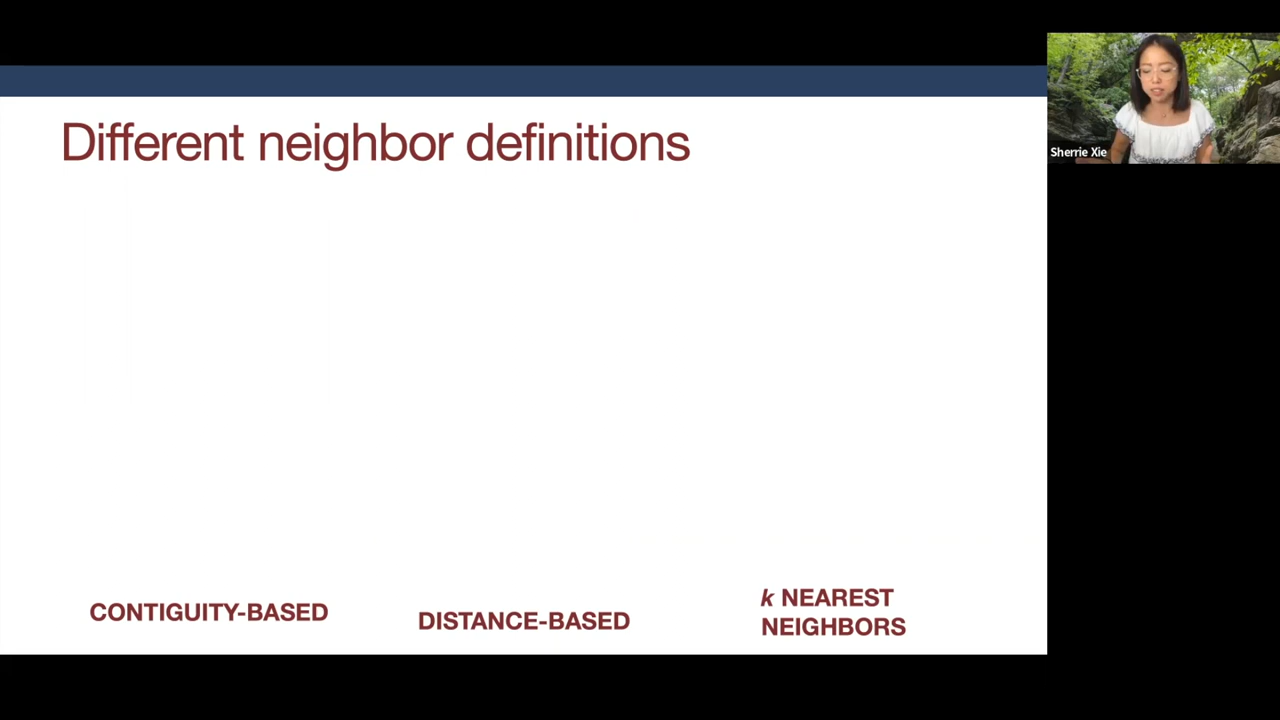 Different neighbor definitions
Sherrie Xie
CONTIGUITY-BASED
DISTANCE-BASED
k NEAREST
NEIGHBORS